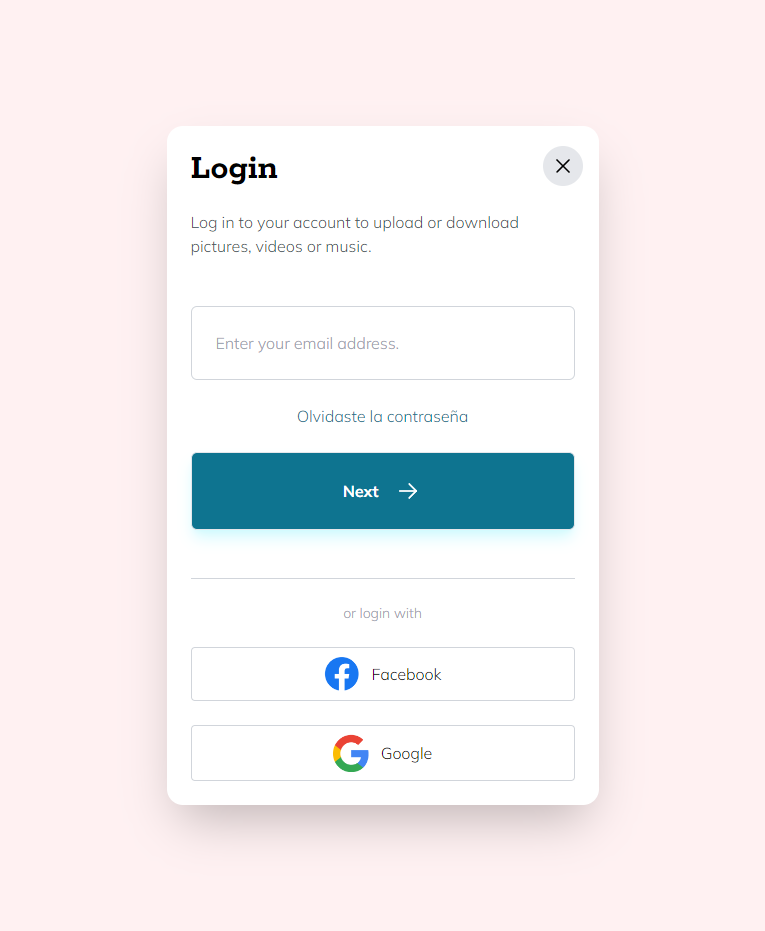 Login
Log in to your account to upload or download
pictures, videos or music.
Enter your email address.
Olvidaste la contraseña
Next
or login with
Facebook
Google